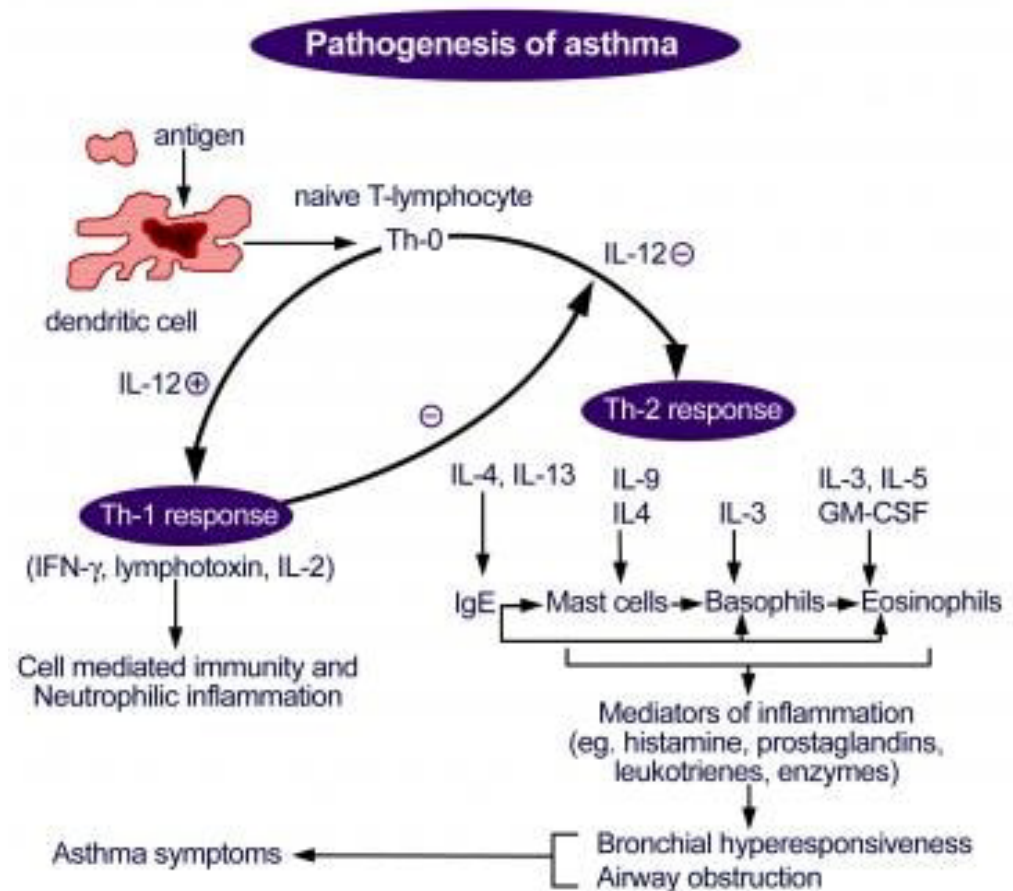 Pathogenesis of asthma
antigen
naive T-lymphocyte
Th-0
IL-12 ⊖
dendritic cell
IL-12 ⊕
⊖
Th-2 response
Th-1 response
(IFN-γ, lymphotoxin, IL-2)
Cell mediated immunity and
Neutrophilic inflammation
IL-4, IL-13
IL-9
IL4
IL-3
IL-3, IL-5
GM-CSF
IgE
Mast cells
Basophils
Eosinophils
Mediators of inflammation
(eg. histamine, prostaglandins,
leukotrienes, enzymes)
Bronchial hyperesponsiveness
Airway obstruction
Asthma symptoms